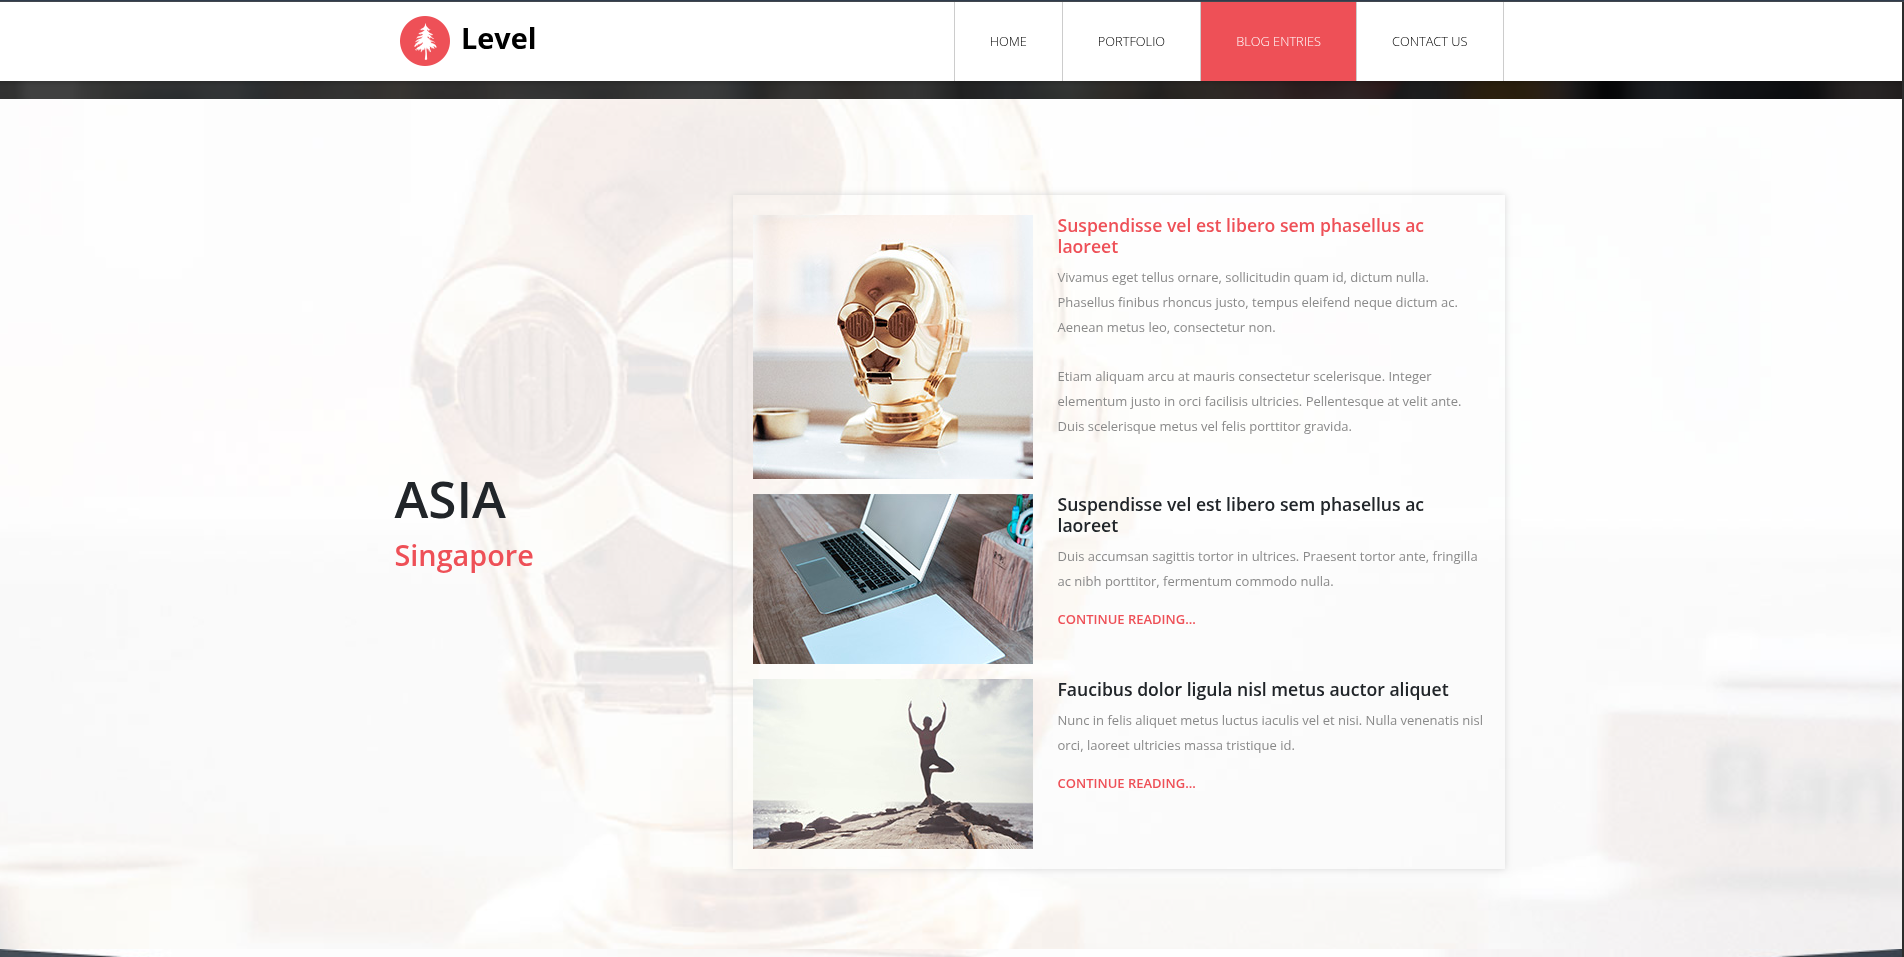 Level
HOME
PORTFOLIO
BLOG ENTRIES
CONTACT US
ASIA
Singapore
Suspendisse vel est libero sem phasellus ac
laoreet
Vivamus eget tellus ornare, sollicitudin quam id, dictum nulla.
Phasellus finibus rhoncus justo, tempus eleifend neque dictum ac.
Aenean metus leo, consectetur non.
Etiam aliquam arcu at mauris consectetur scelerisque. Integer
elementum justo in orci facilisis ultricies. Pellentesque at velit ante.
Duis scelerisque metus vel felis porttitor gravida.
Suspendisse vel est libero sem phasellus ac
laoreet
Duis accumsan sagittis tortor in ultrices. Praesent tortor ante, fringilla
ac nibh porttitor, fermentum commodo nulla.
CONTINUE READING...
Faucibus dolor ligula nisl metus auctor aliquet
Nunc in felis aliquet metus luctus iaculis vel et nisi. Nulla venenatis nisl
orci, laoreet ultricies massa tristique id.
CONTINUE READING...